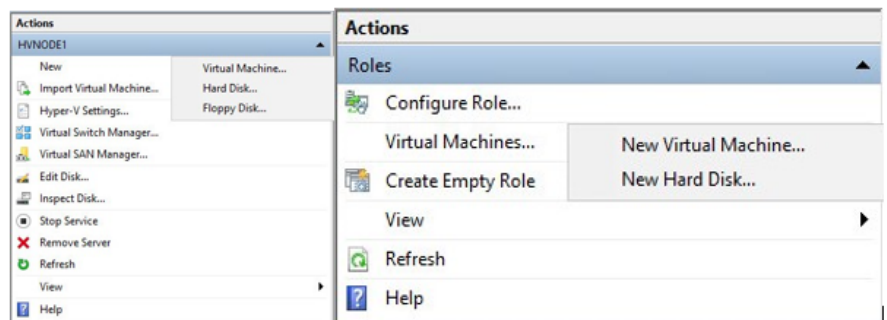 Actions
HVNODE1
New
Virtual Machine...
Import Virtual Machine...
Hard Disk...
Hyper-V Settings...
Floppy Disk...
Virtual Switch Manager...
Virtual SAN Manager...
Edit Disk...
Inspect Disk...
Stop Service
Remove Server
Refresh
View
Help
Actions
Roles
Configure Role...
Virtual Machines...
New Virtual Machine...
Create Empty Role
New Hard Disk...
View
Refresh
Help